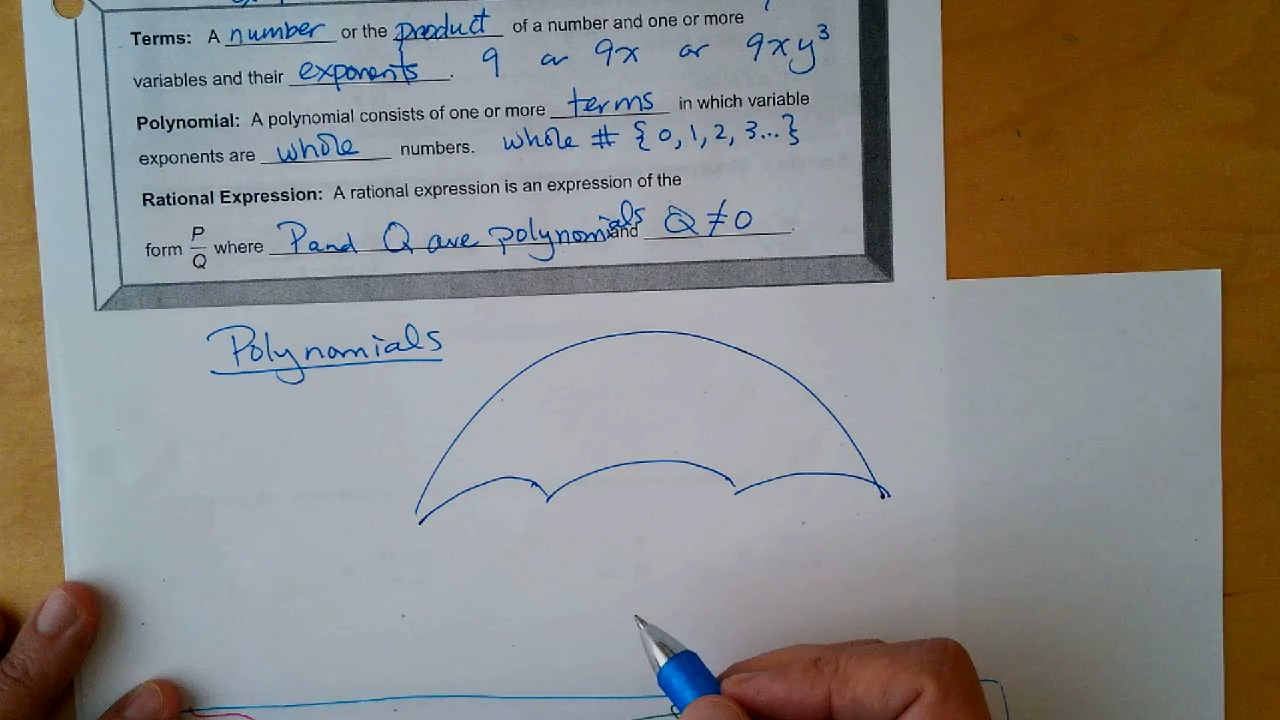 Terms: A number or the product of a number and one or more
variables and their exponents. 9 or 9x or 9xy³
Polynomial: A polynomial consists of one or more terms in which variable
exponents are whole numbers. whole # {0, 1, 2, 3...}
Rational Expression: A rational expression is an expression of the
form P/Q where P and Q are polynomials and Q ≠ 0.
Polynomials